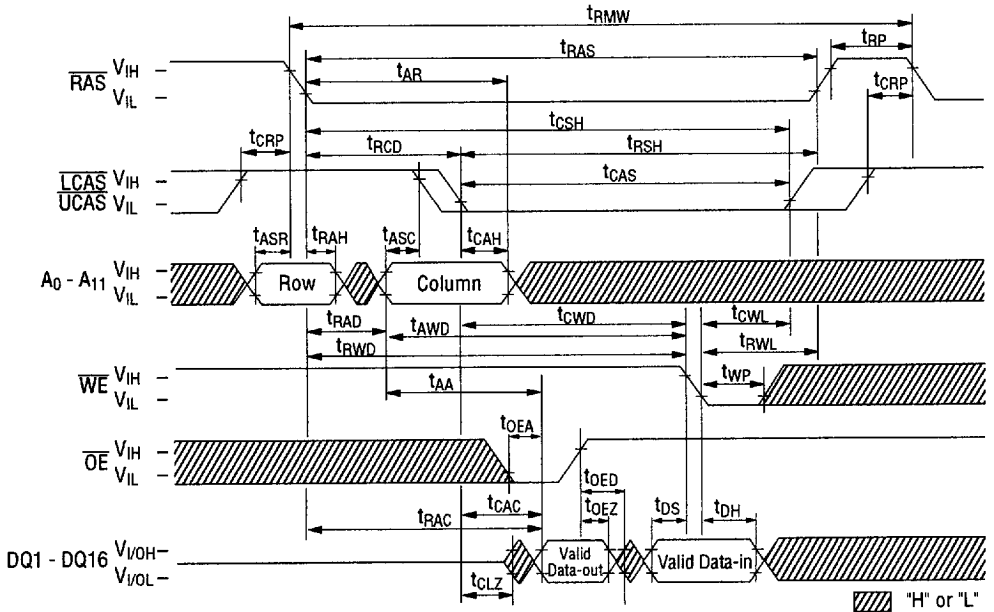 tRMW
tRP
tRAS
tAR
RAS VIH
VIL
tCRP
tCSH
tCRP
tRCD
tRSH
LCAS VIH
UCAS VIL
tCAS
tASR
tRAH
tASC
tCAH
A0 - A11 VIH
VIL
Row
Column
tRAD
tAWD
tCWD
tCWL
tRWD
tRWL
WE VIH
VIL
tWP
tAA
tOEA
OE VIH
VIL
tOED
tCAC
tOEZ
tDS
tDH
tRAC
DQ1 - DQ16 VI/OH
VI/OL
Valid
Data-out
Valid Data-in
tCLZ
"H" or "L"